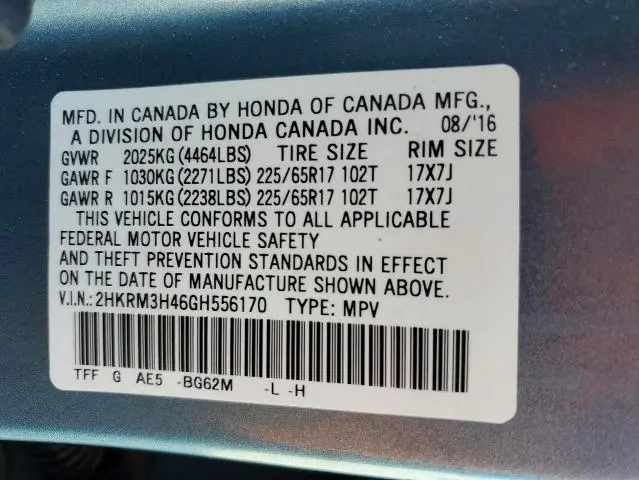 MFD. IN CANADA BY HONDA OF CANADA MFG.,
A DIVISION OF HONDA CANADA INC. 08/'16
GVWR 2025KG (4464LBS) TIRE SIZE RIM SIZE
GAWR F 1030KG (2271LBS) 225/65R17 102T 17X7J
GAWR R 1015KG (2238LBS) 225/65R17 102T 17X7J
THIS VEHICLE CONFORMS TO ALL APPLICABLE
FEDERAL MOTOR VEHICLE SAFETY
AND THEFT PREVENTION STANDARDS IN EFFECT
ON THE DATE OF MANUFACTURE SHOWN ABOVE.
V.I.N.: 2HKRM3H46GH556170 TYPE: MPV
TFF G AE5 -BG62M -L -H